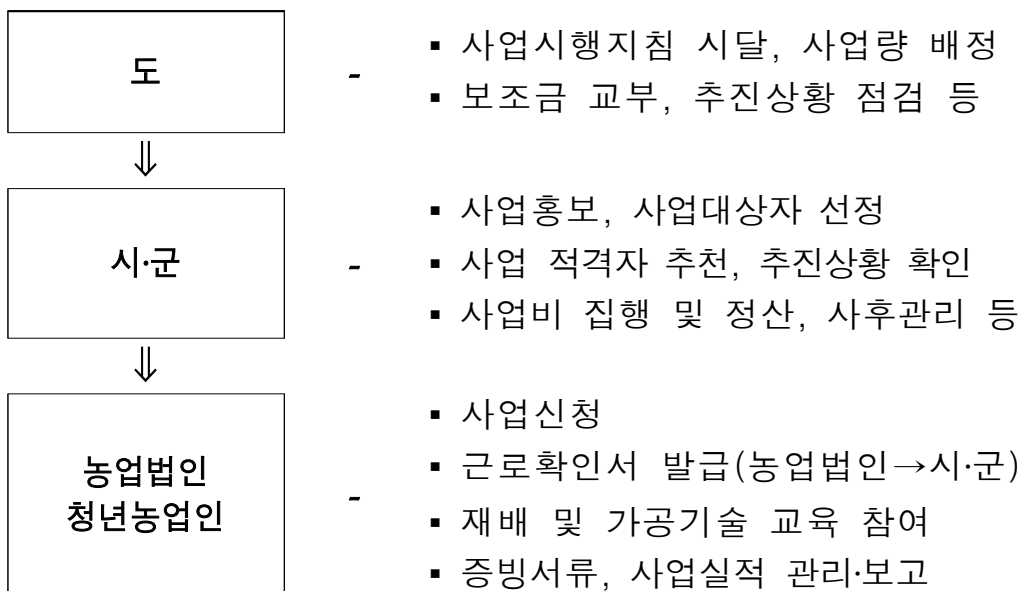 도
-
▪ 사업시행지침 시달, 사업량 배정
▪ 보조금 교부, 추진상황 점검 등
⇓
시·군
-
▪ 사업홍보, 사업대상자 선정
▪ 사업 적격자 추천, 추진상황 확인
▪ 사업비 집행 및 정산, 사후관리 등
⇓
농업법인
청년농업인
-
▪ 사업신청
▪ 근로확인서 발급(농업법인→시·군)
▪ 재배 및 가공기술 교육 참여
▪ 증빙서류, 사업실적 관리·보고